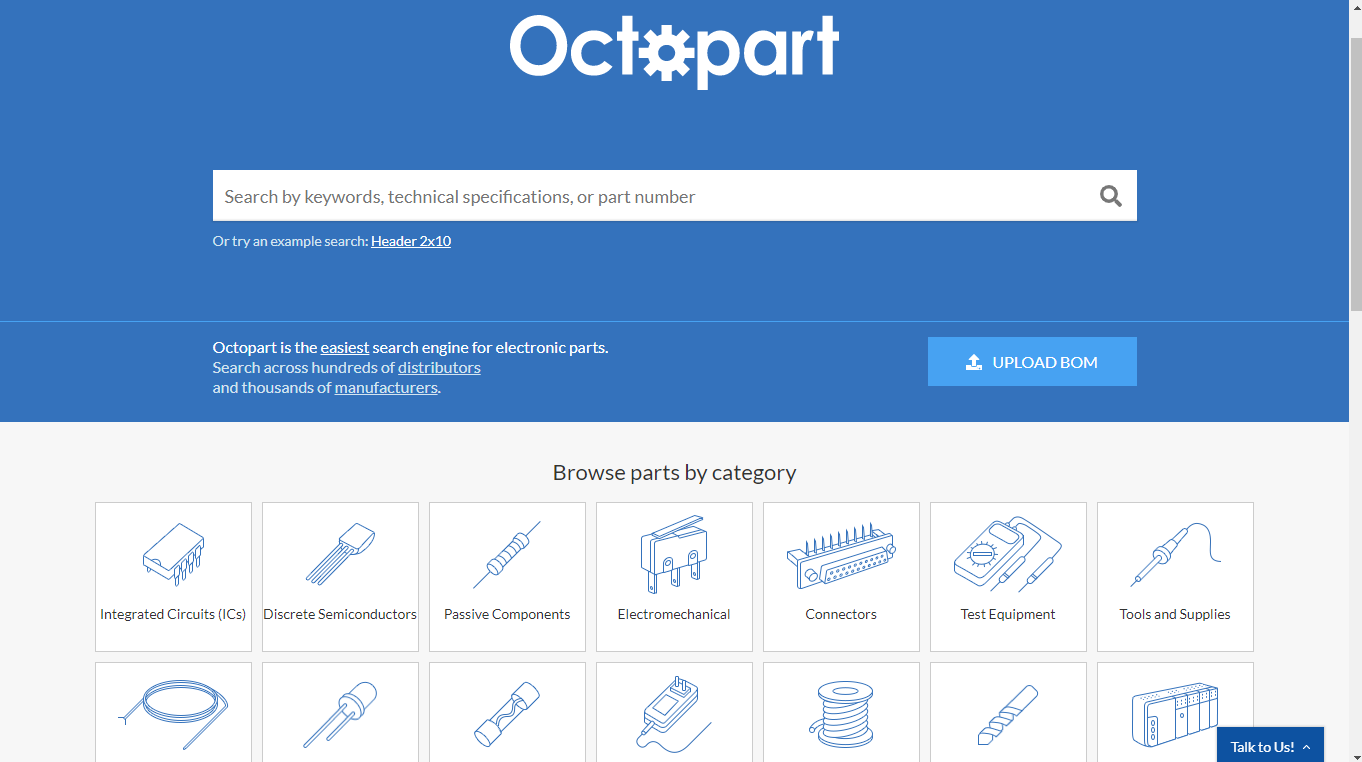 Octopart
Search by keywords, technical specifications, or part number
Or try an example search: Header 2x10
Octopart is the easiest search engine for electronic parts.
Search across hundreds of distributors
and thousands of manufacturers.
UPLOAD BOM
Browse parts by category
Integrated Circuits (ICs)
Discrete Semiconductors
Passive Components
Electromechanical
Connectors
Test Equipment
Tools and Supplies
Talk to Us!